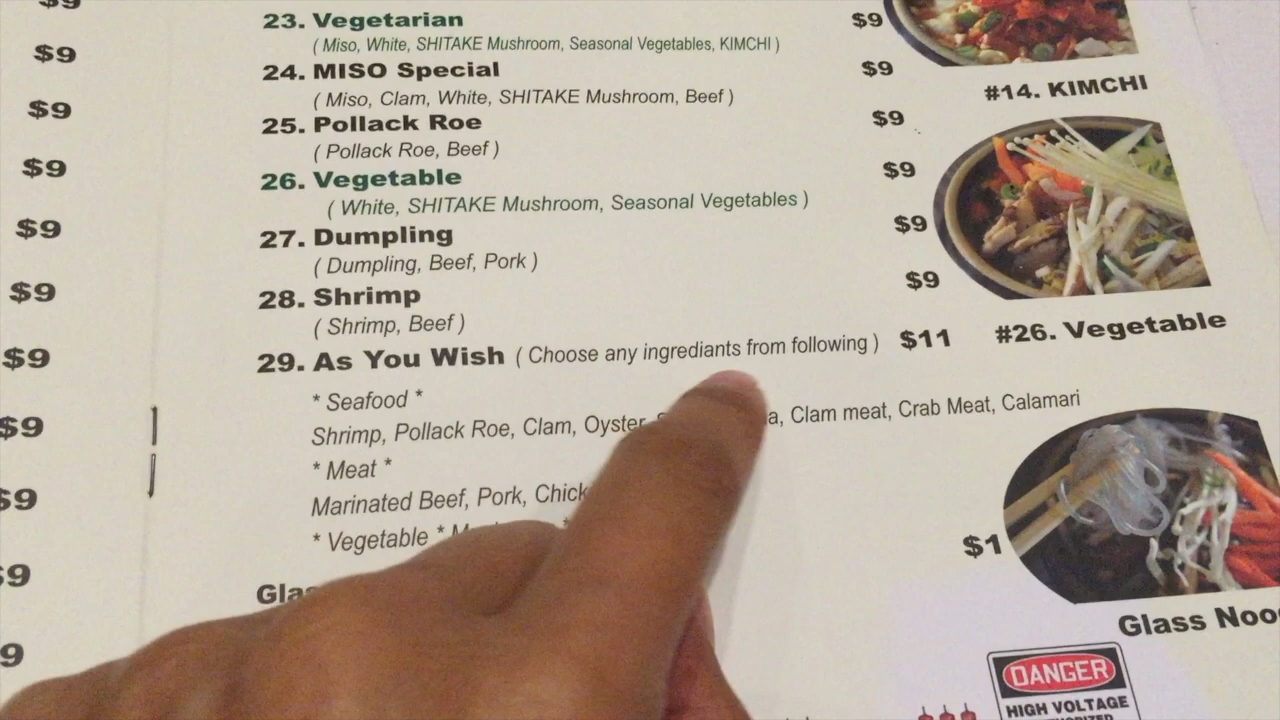 $9
$9
$9
$9
$9
$9
$9
$9
$9
$9
9
23. Vegetarian
$9
( Miso, White, SHITAKE Mushroom, Seasonal Vegetables, KIMCHI )
24. MISO Special
$9
( Miso, Clam, White, SHITAKE Mushroom, Beef )
#14. KIMCHI
25. Pollack Roe
$9
( Pollack Roe, Beef )
26. Vegetable
$9
( White, SHITAKE Mushroom, Seasonal Vegetables )
27. Dumpling
$9
( Dumpling, Beef, Pork )
28. Shrimp
$9
( Shrimp, Beef )
29. As You Wish ( Choose any ingrediants from following ) $11
#26. Vegetable
* Seafood *
Shrimp, Pollack Roe, Clam, Oyster, Clam meat, Crab Meat, Calamari
* Meat *
Marinated Beef, Pork,
* Vegetable *
$1
Glass
DANGER
HIGH VOLTAGE